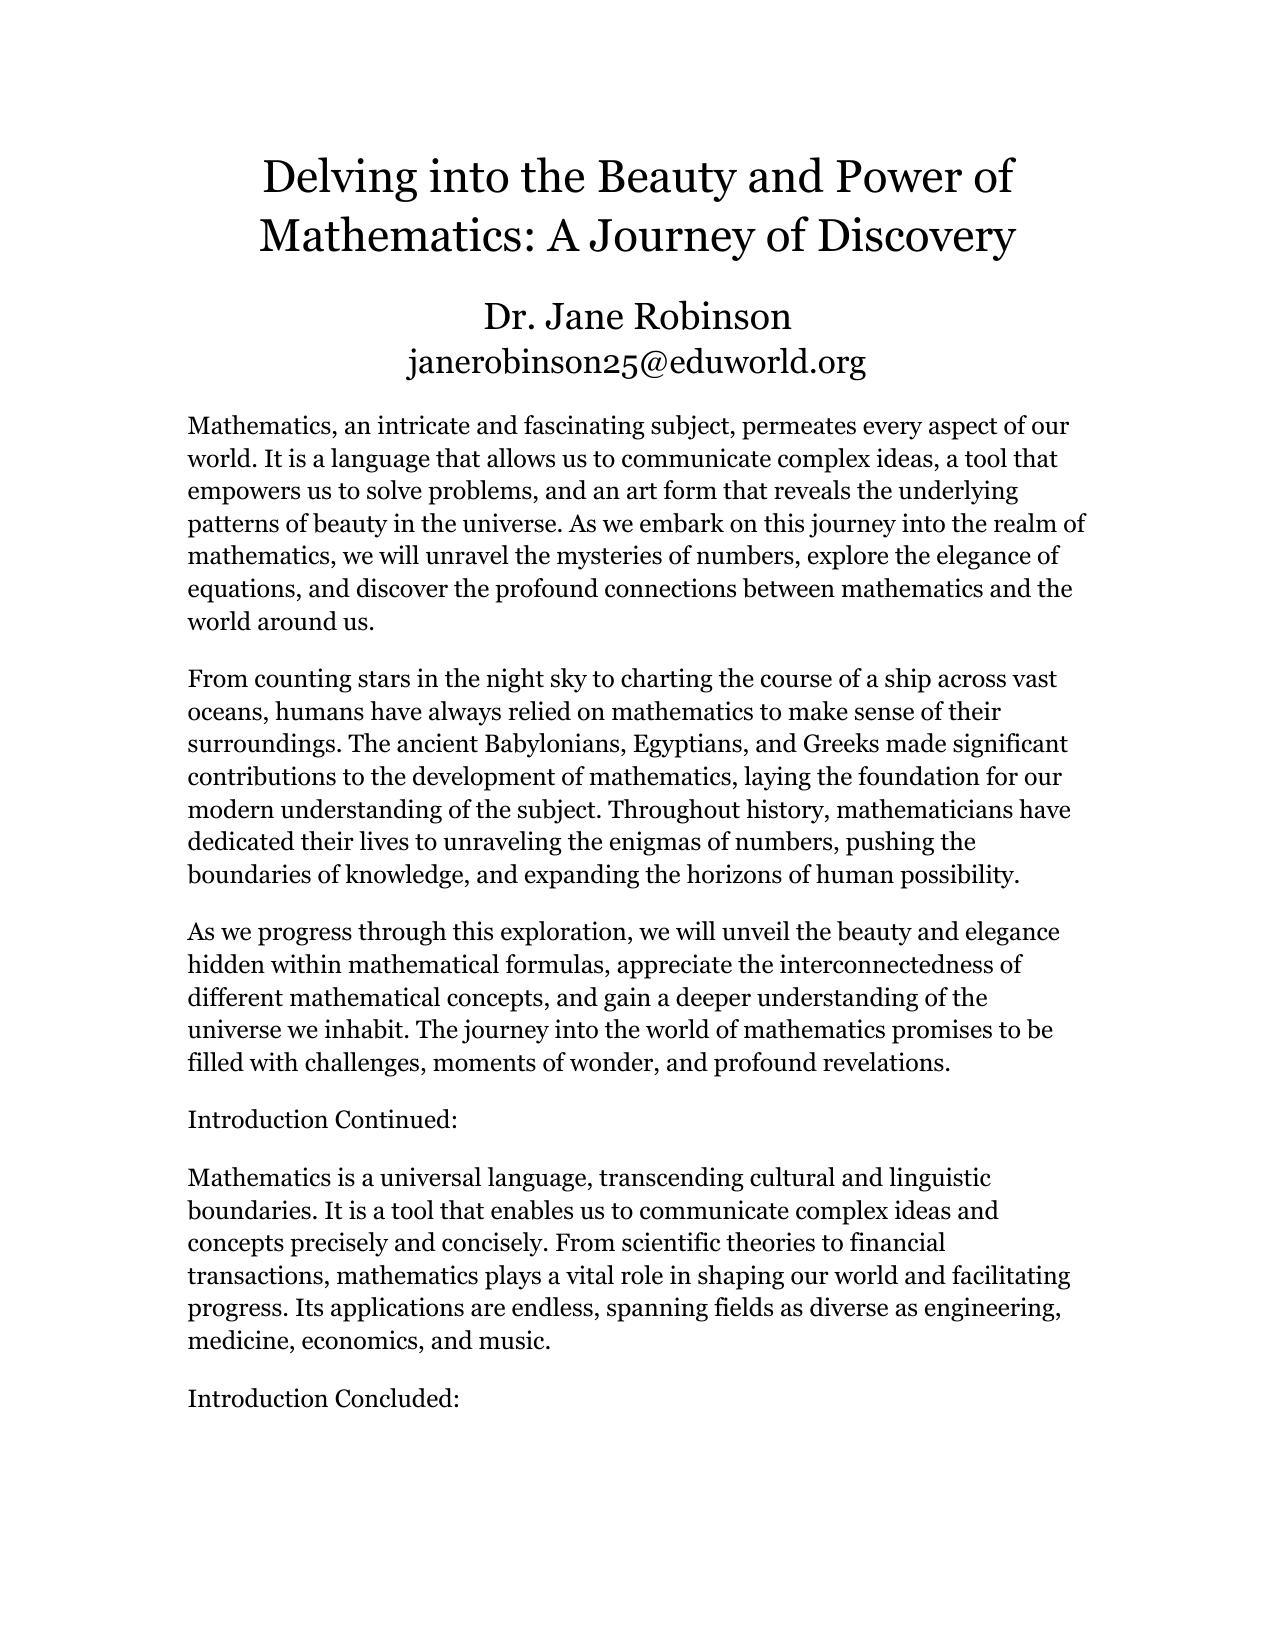 Delving into the Beauty and Power of
Mathematics: A Journey of Discovery
Dr. Jane Robinson
janerobinson25@eduworld.org
Mathematics, an intricate and fascinating subject, permeates every aspect of our
world. It is a language that allows us to communicate complex ideas, a tool that
empowers us to solve problems, and an art form that reveals the underlying
patterns of beauty in the universe. As we embark on this journey into the realm of
mathematics, we will unravel the mysteries of numbers, explore the elegance of
equations, and discover the profound connections between mathematics and the
world around us.
From counting stars in the night sky to charting the course of a ship across vast
oceans, humans have always relied on mathematics to make sense of their
surroundings. The ancient Babylonians, Egyptians, and Greeks made significant
contributions to the development of mathematics, laying the foundation for our
modern understanding of the subject. Throughout history, mathematicians have
dedicated their lives to unraveling the enigmas of numbers, pushing the
boundaries of knowledge, and expanding the horizons of human possibility.
As we progress through this exploration, we will unveil the beauty and elegance
hidden within mathematical formulas, appreciate the interconnectedness of
different mathematical concepts, and gain a deeper understanding of the
universe we inhabit. The journey into the world of mathematics promises to be
filled with challenges, moments of wonder, and profound revelations.
Introduction Continued:
Mathematics is a universal language, transcending cultural and linguistic
boundaries. It is a tool that enables us to communicate complex ideas and
concepts precisely and concisely. From scientific theories to financial
transactions, mathematics plays a vital role in shaping our world and facilitating
progress. Its applications are endless, spanning fields as diverse as engineering,
medicine, economics, and music.
Introduction Concluded: